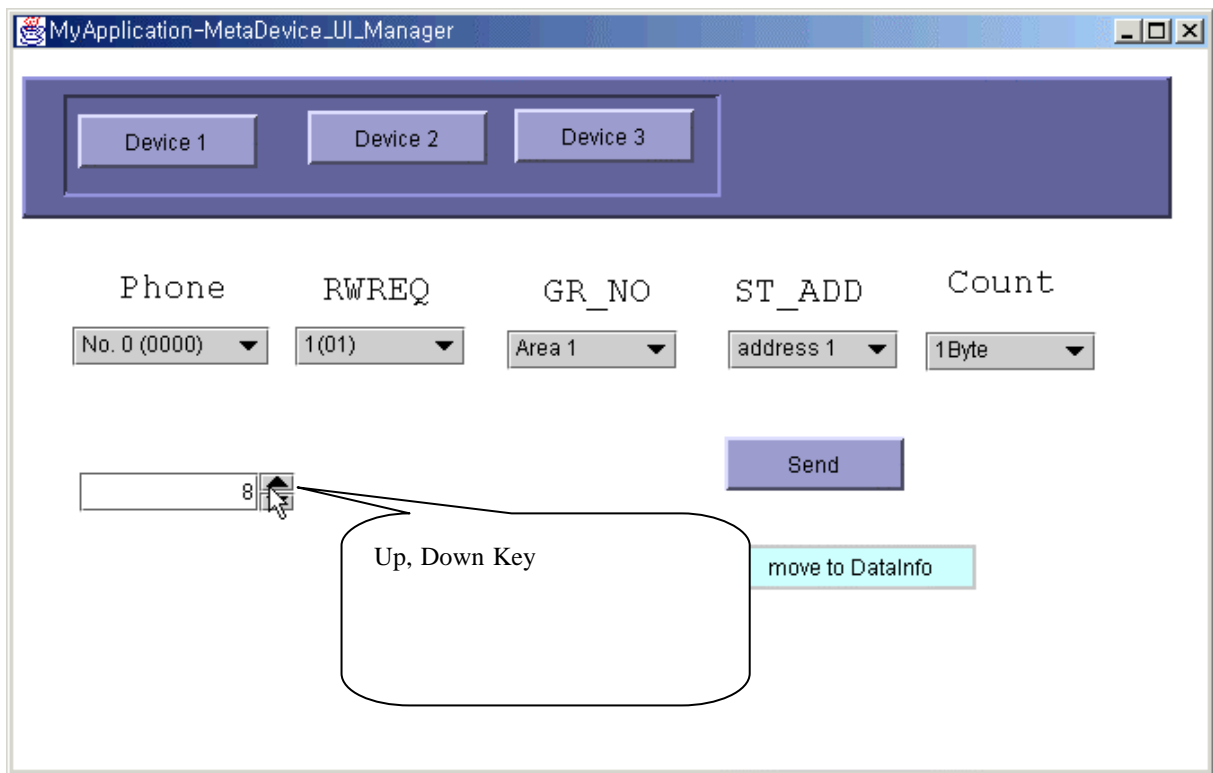 MyApplication-MetaDevice_UI_Manager
Device 1 Device 2 Device 3
Phone RWREQ GR_NO ST_ADD Count
No. 0 (0000) 1(01) Area 1 address 1 1Byte
Send
8
Up, Down Key
move to DataInfo